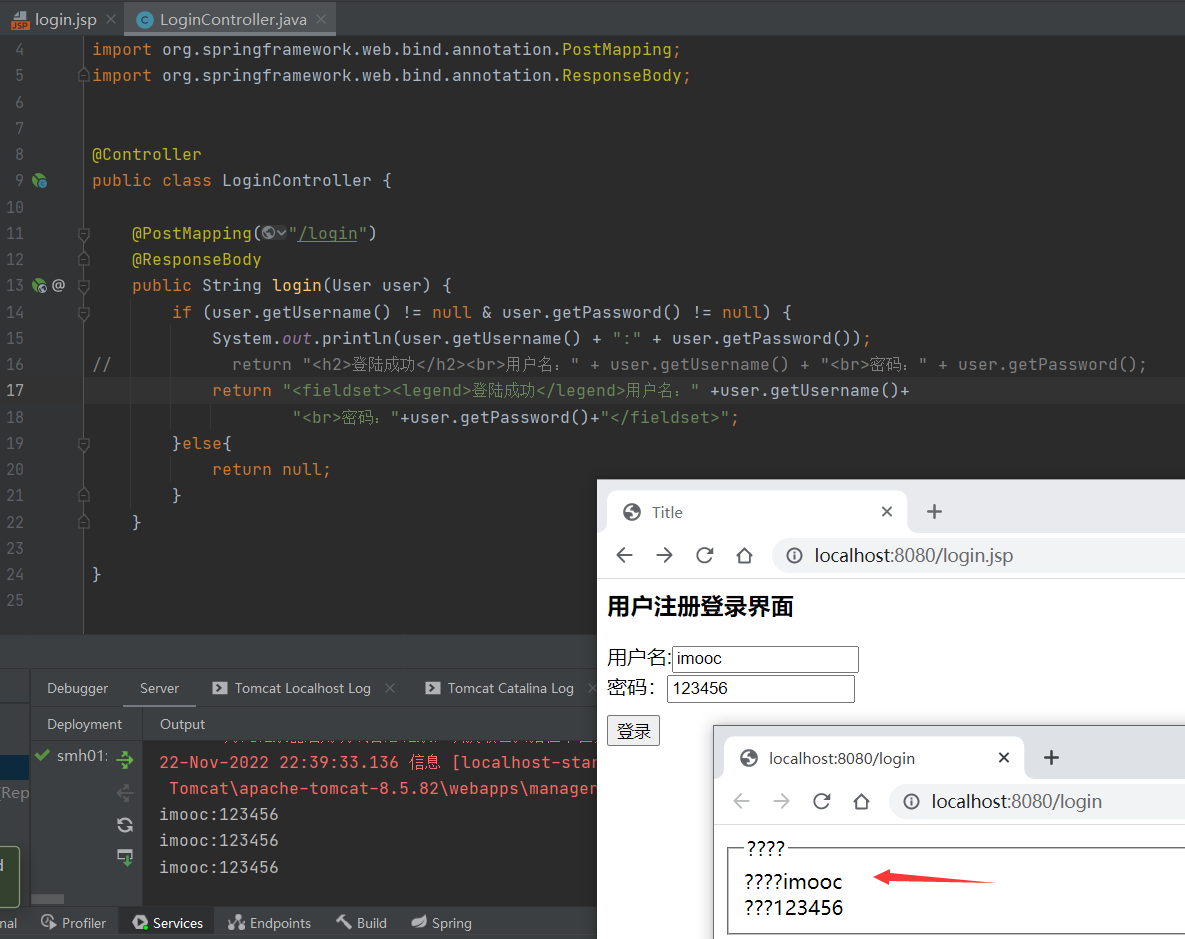 login.jsp LoginController.java
4 import org.springframework.web.bind.annotation.PostMapping;
5 import org.springframework.web.bind.annotation.ResponseBody;
6
7
8 @Controller
9 public class LoginController {
10
11 @PostMapping("/login")
12 @ResponseBody
13 @ public String login(User user) {
14 if (user.getUsername() != null & user.getPassword() != null) {
15 System.out.println(user.getUsername() + ":" + user.getPassword());
16 // return "<h2>登陆成功</h2><br>用户名：" + user.getUsername() + "<br>密码：" + user.getPassword();
17 return "<fieldset><legend>登陆成功</legend>用户名：" +user.getUsername()+
18 "<br>密码："+user.getPassword()+"</fieldset>";
19 }else{
20 return null;
21 }
22 }
23
24 }
25
Title
localhost:8080/login.jsp
用户注册登录界面
用户名:imooc
密码：123456
登录
Debugger Server Tomcat Localhost Log Tomcat Catalina Log
Deployment Output
smh01:
22-Nov-2022 22:39:33.136 信息 [localhost-star
Tomcat\apache-tomcat-8.5.82\webapps\manager
imooc:123456
imooc:123456
imooc:123456
[Rep
d
nal Profiler Services Endpoints Build Spring
localhost:8080/login
localhost:8080/login
????
????imooc
???123456